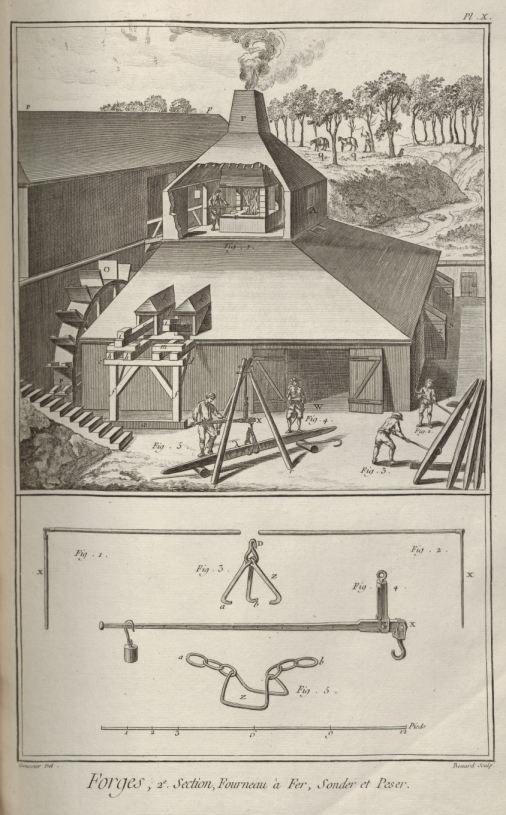 Pl. X.
P P
P
Fig. 1.
O
X
W
Fig. 4.
Fig. 5.
Fig. 2.
Fig. 3.
Fig. 1.
Fig. 2.
D
Fig. 3.
Z
X
X
a b
Fig. 4.
X
a b
Z
Fig. 5.
1 2 3 6 9 12 Pieds
Goussier Del. Benard Sculp.
Forges, 2e. Section, Fourneau à Fer, Sonder et Peser.